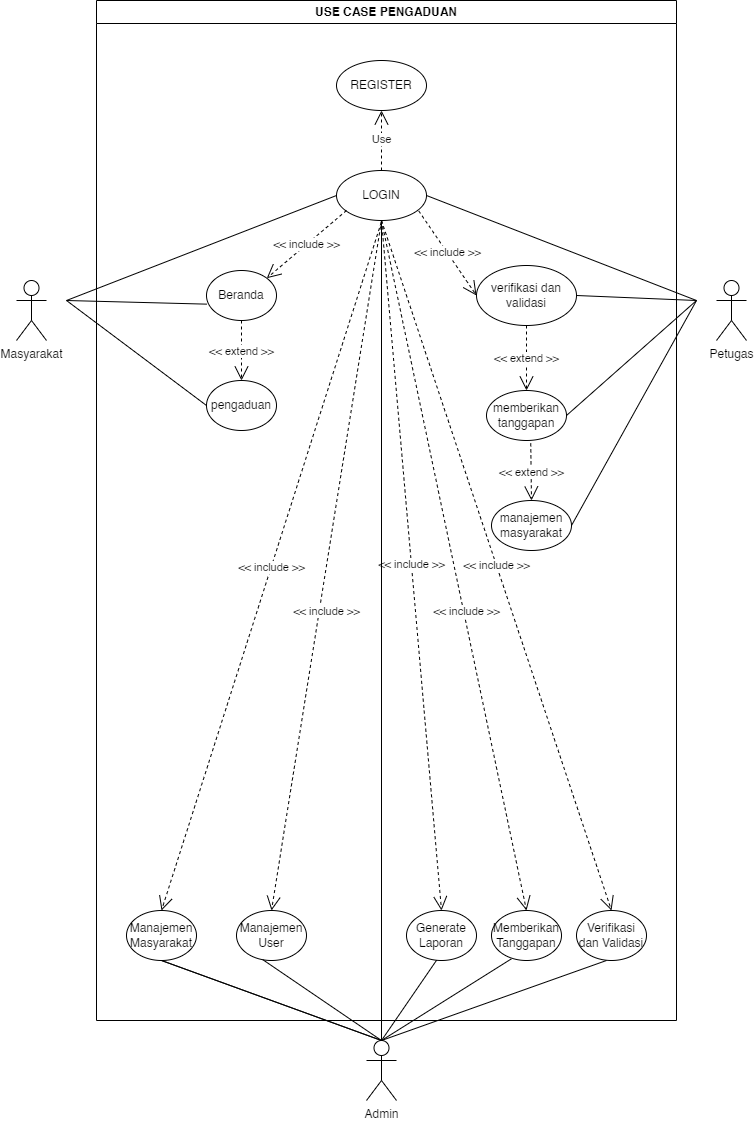 USE CASE PENGADUAN
REGISTER
Use
LOGIN
<< include >>
<< include >>
Beranda
verifikasi dan
validasi
Masyarakat
Petugas
<< extend >>
<< extend >>
pengaduan
memberikan
tanggapan
<< extend >>
manajemen
masyarakat
<< include >>
<< include >>
<< include >>
<< include >>
<< include >>
Manajemen
Masyarakat
Manajemen
User
Generate
Laporan
Memberikan
Tanggapan
Verifikasi
dan Validasi
Admin